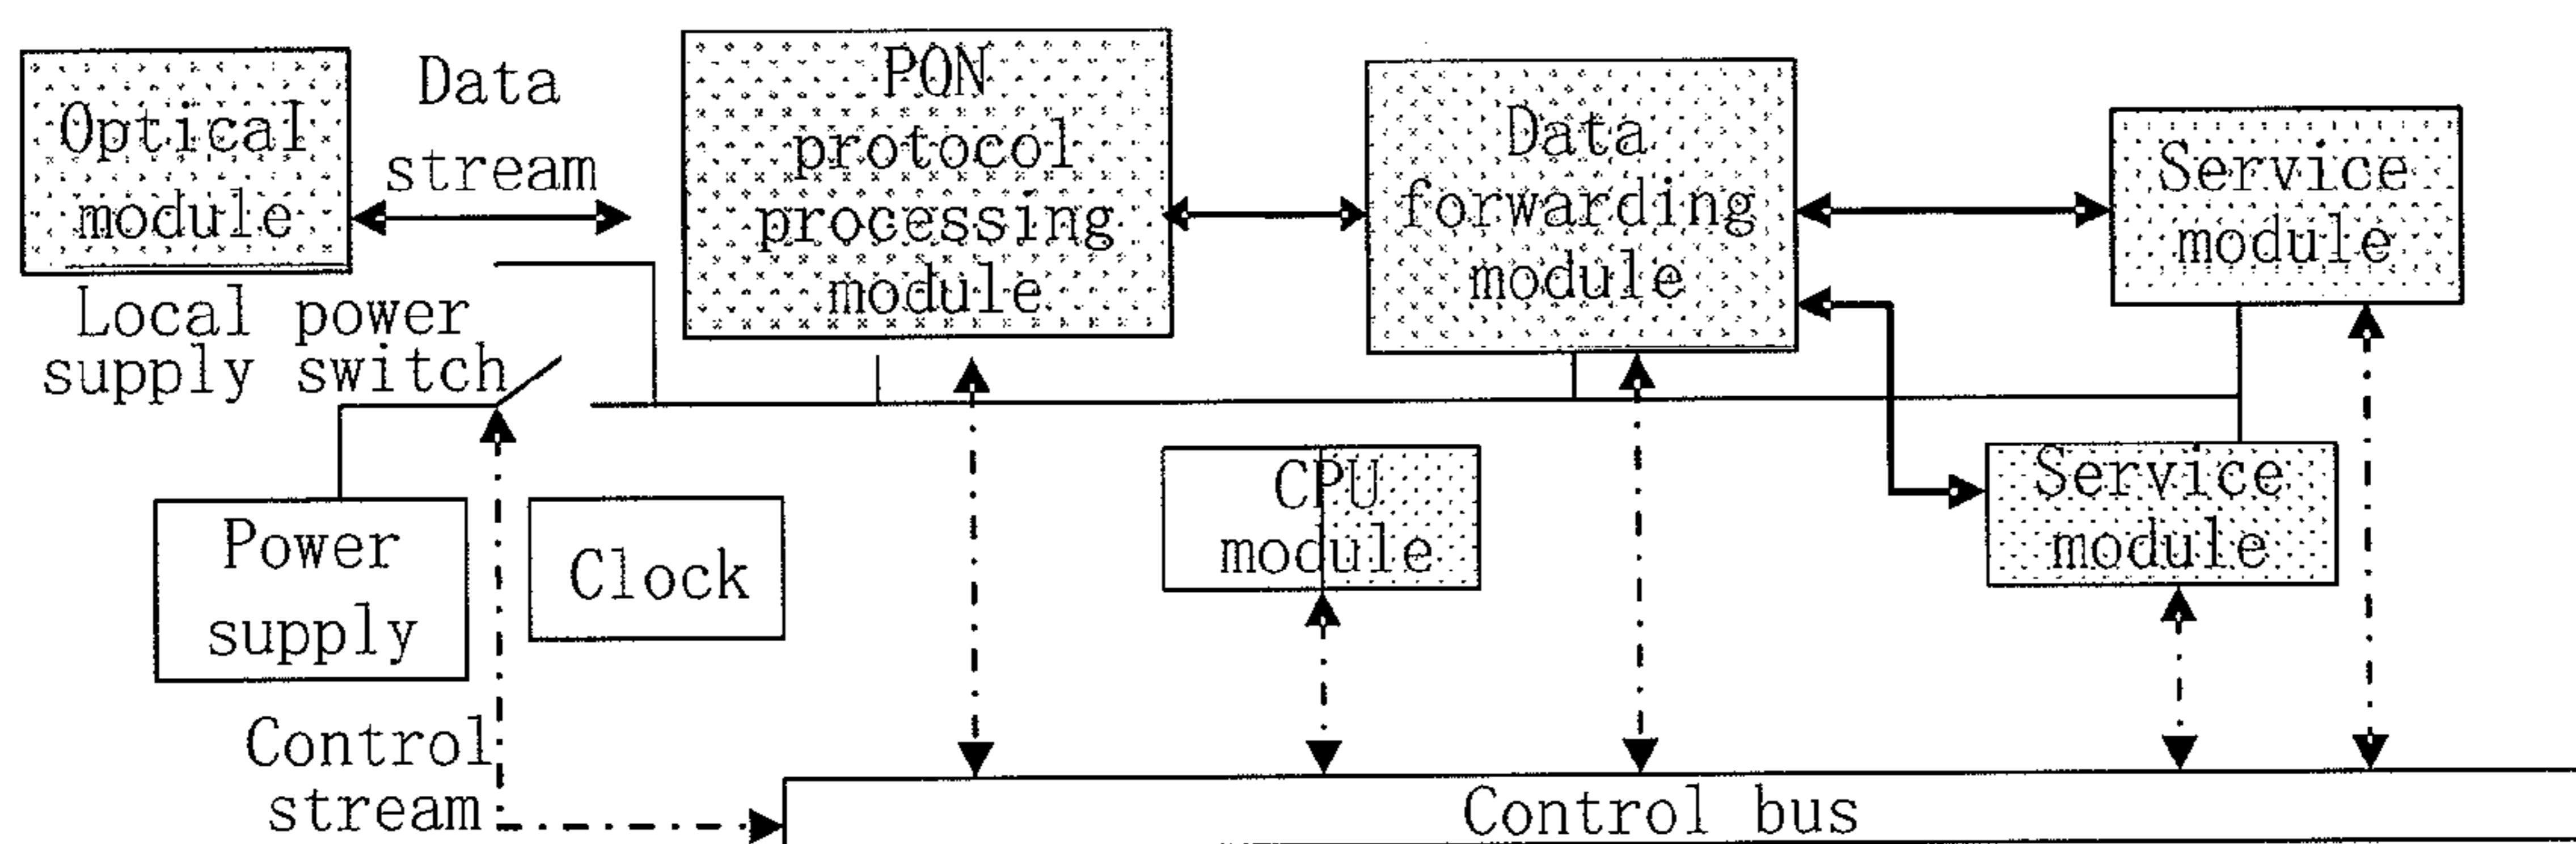 Optical
module
Data
stream
PON
protocol
processing
module
Data
forwarding
module
Service
module
Local power
supply switch
Power
supply
Clock
CPU
module
Service
module
Control
stream
Control bus